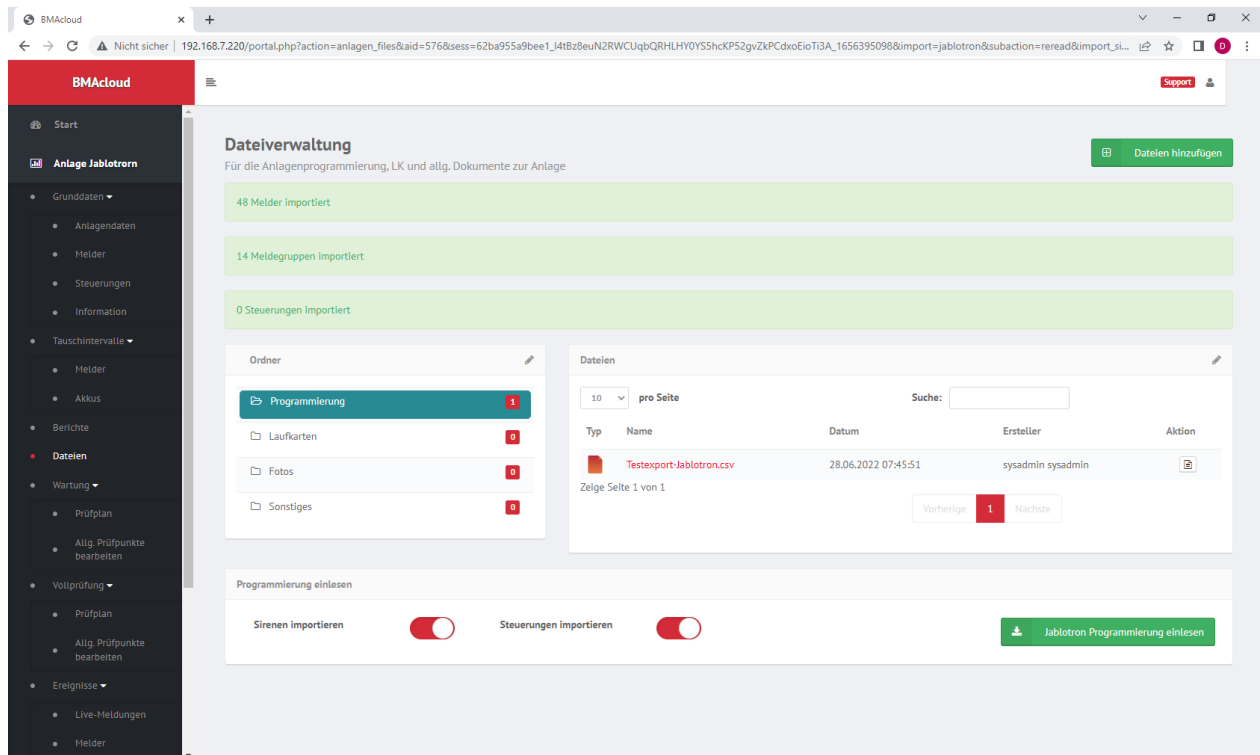 BMAcloud
Nicht sicher | 192.168.7.220/portal.php?action=anlagen_files&aid=576&sess=62ba955a9bee1_l4tBz8euN2RWCUqbQRHLHY0YS5hcKP52gvZkPCdxoEioTi3A_1656395098&import=jablotron&subaction=reread&import_si...
D
BMAcloud
Support
Start
Anlage Jablotrorn
Grunddaten
Anlagendaten
Melder
Steuerungen
Information
Tauschintervalle
Melder
Akkus
Berichte
Dateien
Wartung
Prüfplan
Allg. Prüfpunkte
bearbeiten
Vollprüfung
Prüfplan
Allg. Prüfpunkte
bearbeiten
Ereignisse
Live-Meldungen
Melder
Dateiverwaltung
Für die Anlagenprogrammierung, LK und allg. Dokumente zur Anlage
Dateien hinzufügen
48 Melder importiert
14 Meldegruppen importiert
0 Steuerungen importiert
Ordner
Programmierung 1
Laufkarten 0
Fotos 0
Sonstiges 0
Dateien
10 pro Seite Suche:
Typ Name Datum Ersteller Aktion
Testexport-Jablotron.csv 28.06.2022 07:45:51 sysadmin sysadmin
Zeige Seite 1 von 1
Vorherige 1 Nächste
Programmierung einlesen
Sirenen importieren Steuerungen importieren Jablotron Programmierung einlesen